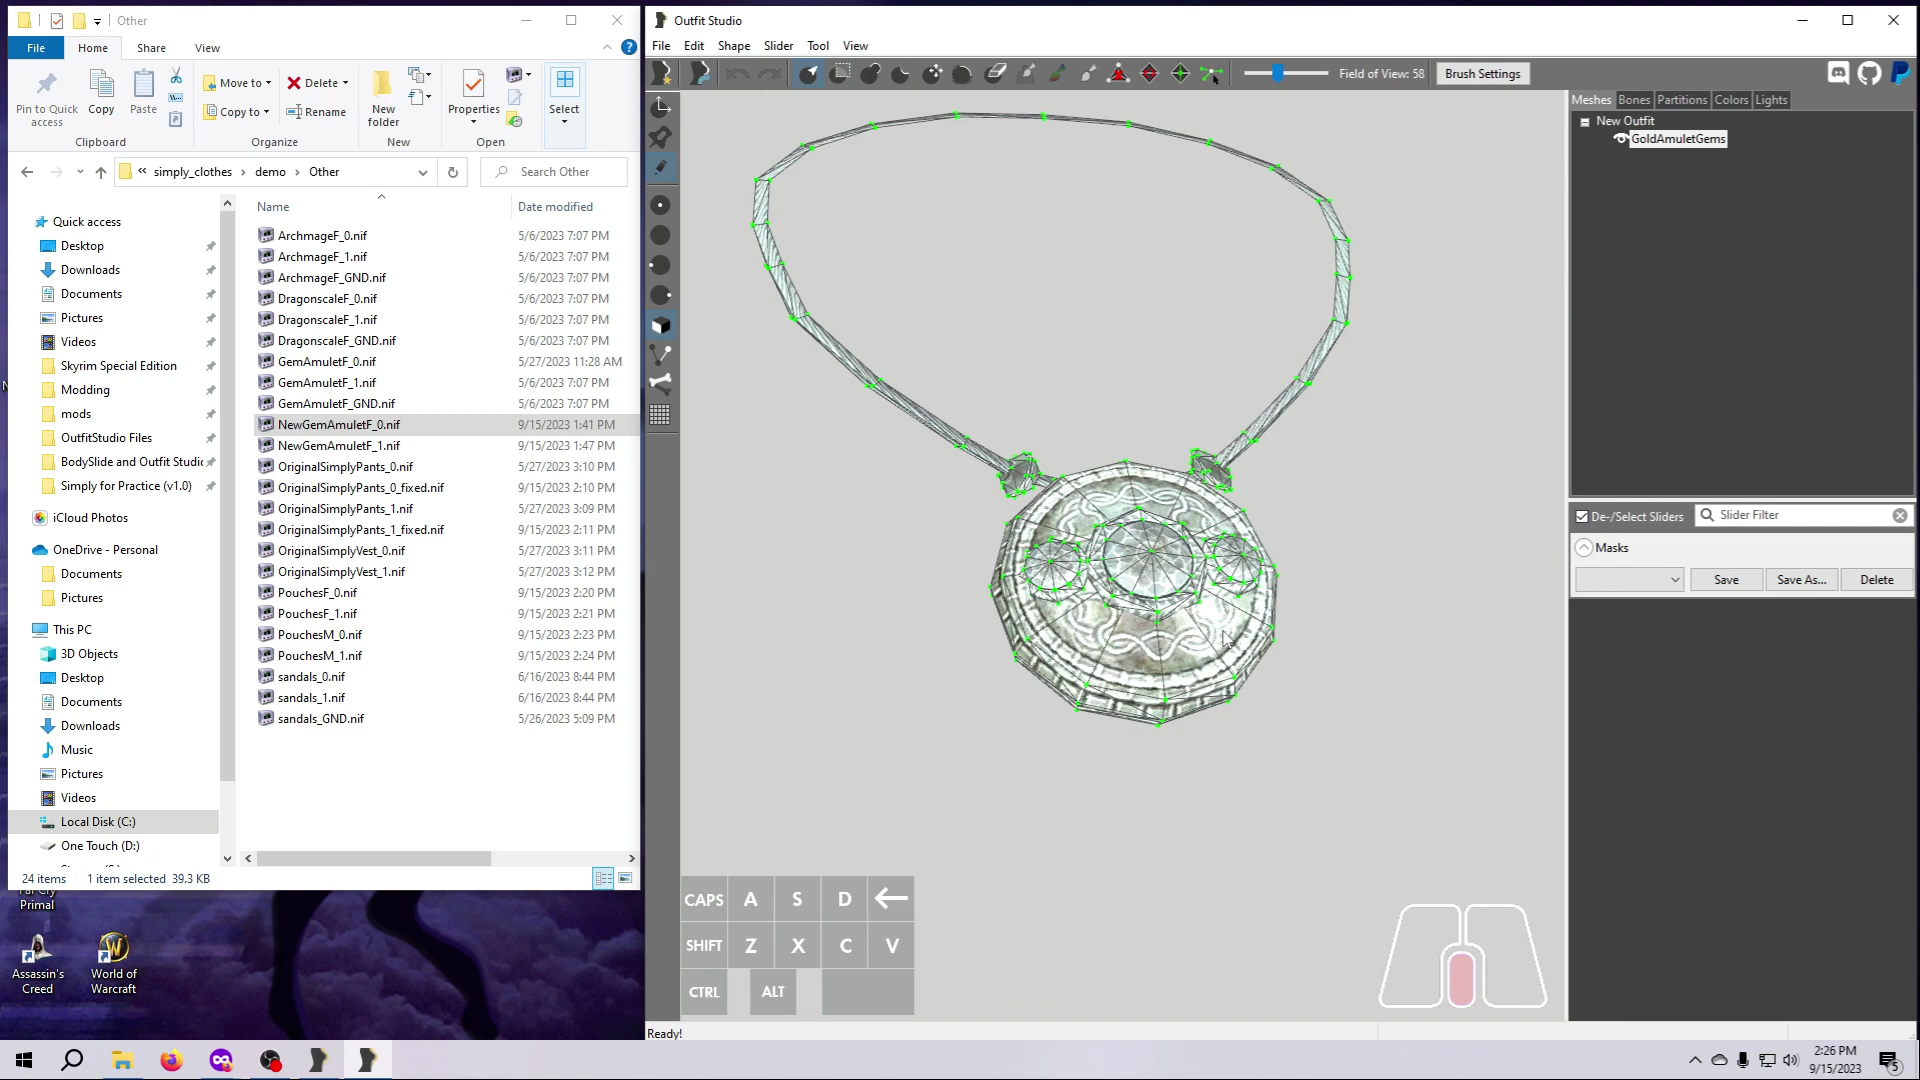 Other
File
Home
Share
View
Pin to Quick access
Copy
Paste
Move to
Copy to
Delete
Rename
New folder
Properties
Select
Clipboard
Organize
New
Open
« simply_clothes › demo › Other
Search Other
Name
Date modified
Quick access
Desktop
Downloads
Documents
Pictures
Videos
Skyrim Special Edition
Modding
mods
OutfitStudio Files
BodySlide and Outfit Studio
Simply for Practice (v1.0)
iCloud Photos
OneDrive - Personal
Documents
Pictures
This PC
3D Objects
Desktop
Documents
Downloads
Music
Pictures
Videos
Local Disk (C:)
One Touch (D:)
ArchmageF_0.nif 5/6/2023 7:07 PM
ArchmageF_1.nif 5/6/2023 7:07 PM
ArchmageF_GND.nif 5/6/2023 7:07 PM
DragonscaleF_0.nif 5/6/2023 7:07 PM
DragonscaleF_1.nif 5/6/2023 7:07 PM
DragonscaleF_GND.nif 5/6/2023 7:07 PM
GemAmuletF_0.nif 5/27/2023 11:28 AM
GemAmuletF_1.nif 5/6/2023 7:07 PM
GemAmuletF_GND.nif 5/6/2023 7:07 PM
NewGemAmuletF_0.nif 9/15/2023 1:41 PM
NewGemAmuletF_1.nif 9/15/2023 1:47 PM
OriginalSimplyPants_0.nif 5/27/2023 3:10 PM
OriginalSimplyPants_0_fixed.nif 9/15/2023 2:10 PM
OriginalSimplyPants_1.nif 5/27/2023 3:09 PM
OriginalSimplyPants_1_fixed.nif 9/15/2023 2:11 PM
OriginalSimplyVest_0.nif 5/27/2023 3:11 PM
OriginalSimplyVest_1.nif 5/27/2023 3:12 PM
PouchesF_0.nif 9/15/2023 2:20 PM
PouchesF_1.nif 9/15/2023 2:21 PM
PouchesM_0.nif 9/15/2023 2:23 PM
PouchesM_1.nif 9/15/2023 2:24 PM
sandals_0.nif 6/16/2023 8:44 PM
sandals_1.nif 6/16/2023 8:44 PM
sandals_GND.nif 5/26/2023 5:09 PM
24 items 1 item selected 39.3 KB
Primal
Assassin's Creed
World of Warcraft
Outfit Studio
File Edit Shape Slider Tool View
Field of View: 58
Brush Settings
Meshes Bones Partitions Colors Lights
New Outfit
GoldAmuletGems
De-/Select Sliders
Slider Filter
Masks
Save
Save As...
Delete
CAPS A S D ←
SHIFT Z X C V
CTRL ALT
Ready!
2:26 PM
9/15/2023
5